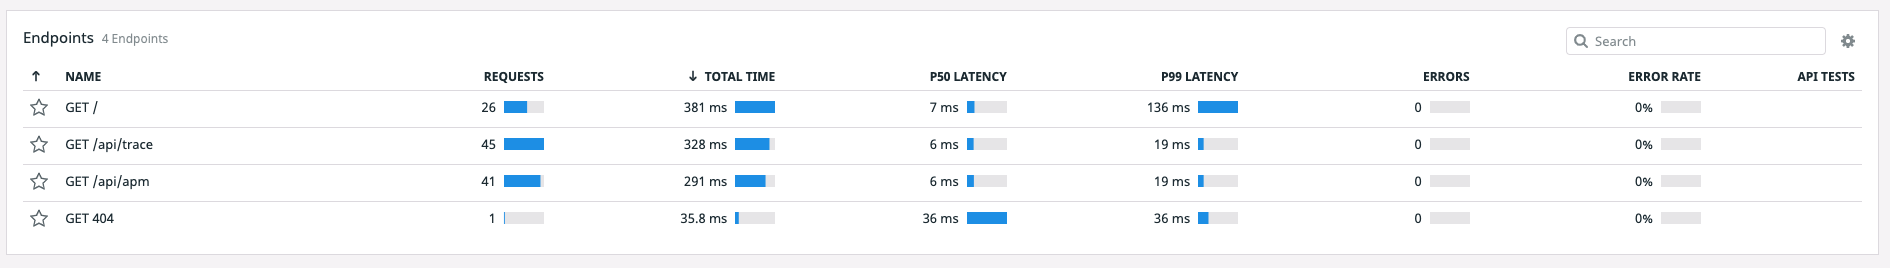 Endpoints 4 Endpoints
Search
NAME REQUESTS TOTAL TIME P50 LATENCY P99 LATENCY ERRORS ERROR RATE API TESTS
GET / 26 381 ms 7 ms 136 ms 0 0%
GET /api/trace 45 328 ms 6 ms 19 ms 0 0%
GET /api/apm 41 291 ms 6 ms 19 ms 0 0%
GET 404 1 35.8 ms 36 ms 36 ms 0 0%